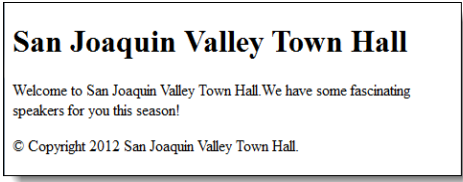 San Joaquin Valley Town Hall
Welcome to San Joaquin Valley Town Hall.We have some fascinating
speakers for you this season!
© Copyright 2012 San Joaquin Valley Town Hall.